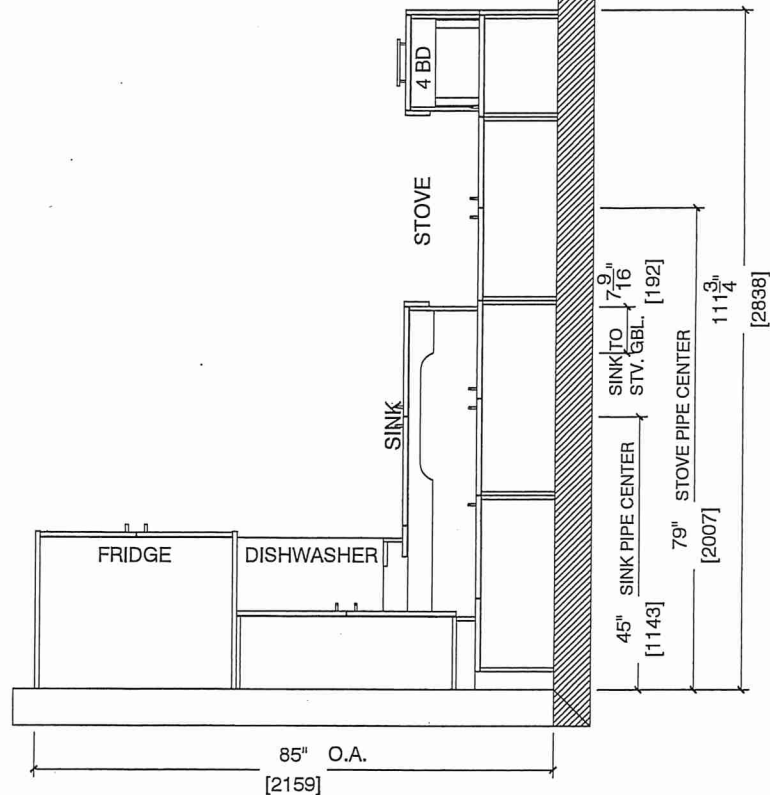 4 BD
STOVE
SINK
FRIDGE
DISHWASHER
7 9/16"
[192]
SINK TO
STV. GBL.
SINK PIPE CENTER
45"
[1143]
STOVE PIPE CENTER
79"
[2007]
111 3/4"
[2838]
85" O.A.
[2159]